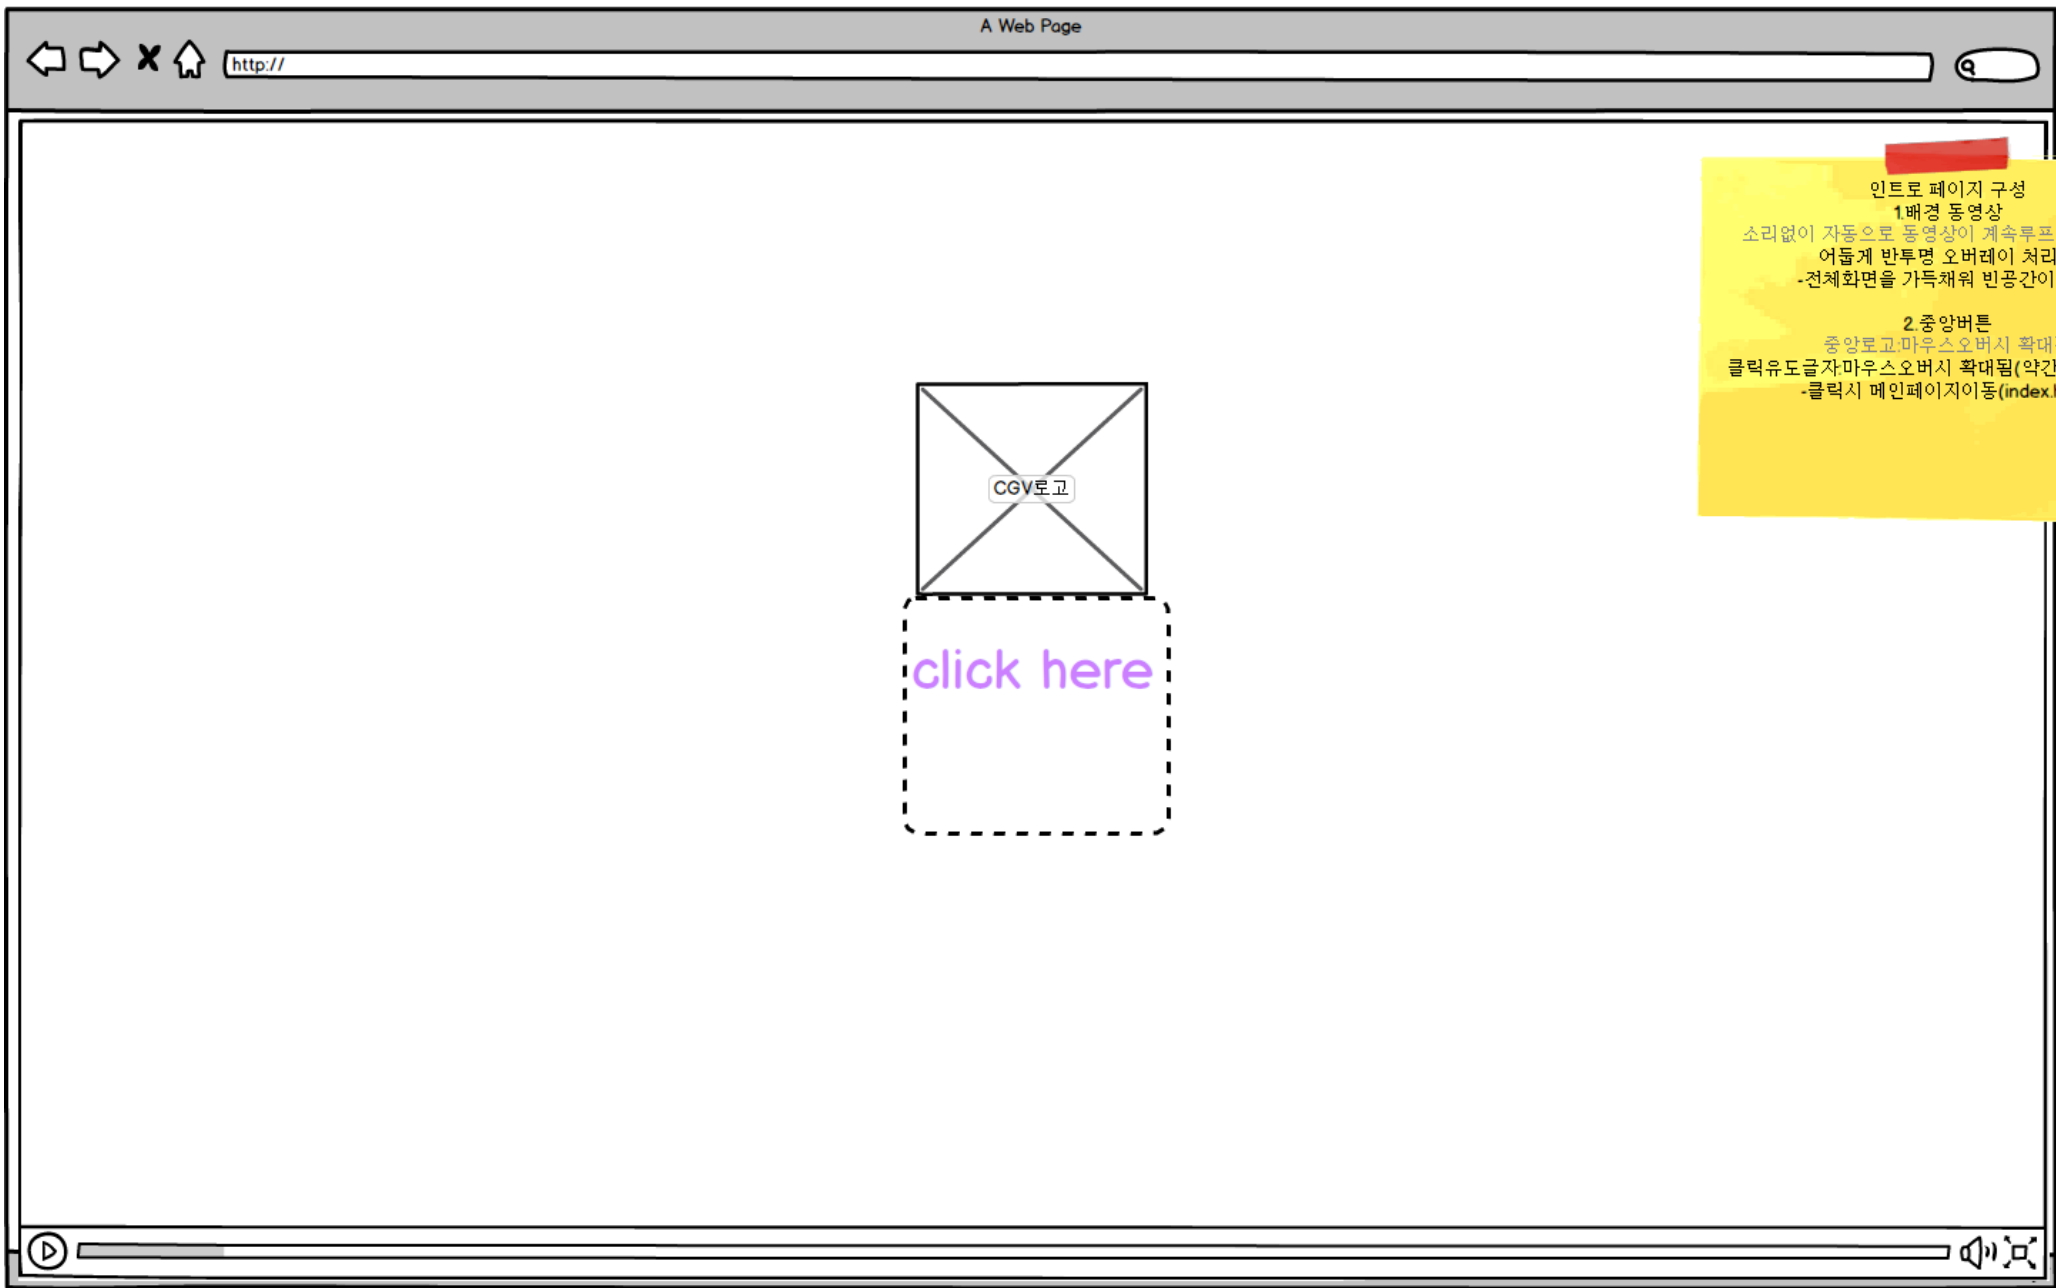 A Web Page
http://
인트로 페이지 구성
1.배경 동영상
소리없이 자동으로 동영상이 계속루프
어둡게 반투명 오버레이 처리
-전체화면을 가득채워 빈공간이
2.중앙버튼
중앙로고:마우스오버시 확대
클릭유도글자:마우스오버시 확대됨(약간
-클릭시 메인페이지이동(index.
CGV로고
click here